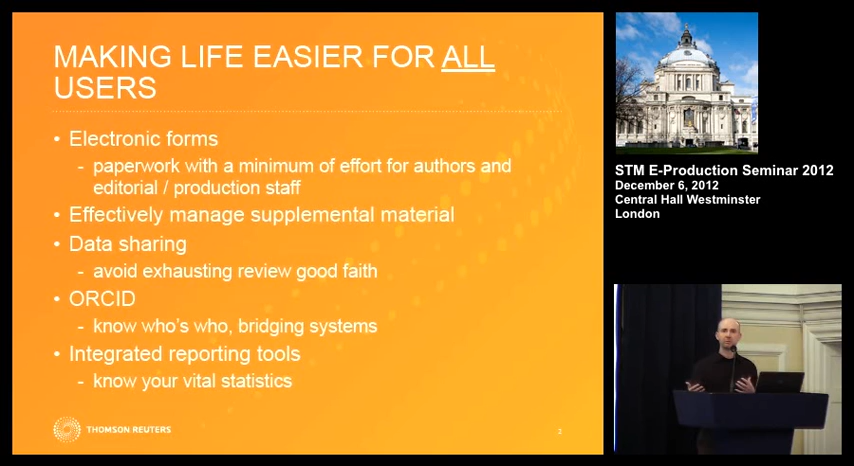 MAKING LIFE EASIER FOR ALL
USERS
• Electronic forms
- paperwork with a minimum of effort for authors and
editorial / production staff
• Effectively manage supplemental material
• Data sharing
- avoid exhausting review good faith
• ORCID
- know who's who, bridging systems
• Integrated reporting tools
- know your vital statistics
THOMSON REUTERS
2
STM E-Production Seminar 2012
December 6, 2012
Central Hall Westminster
London